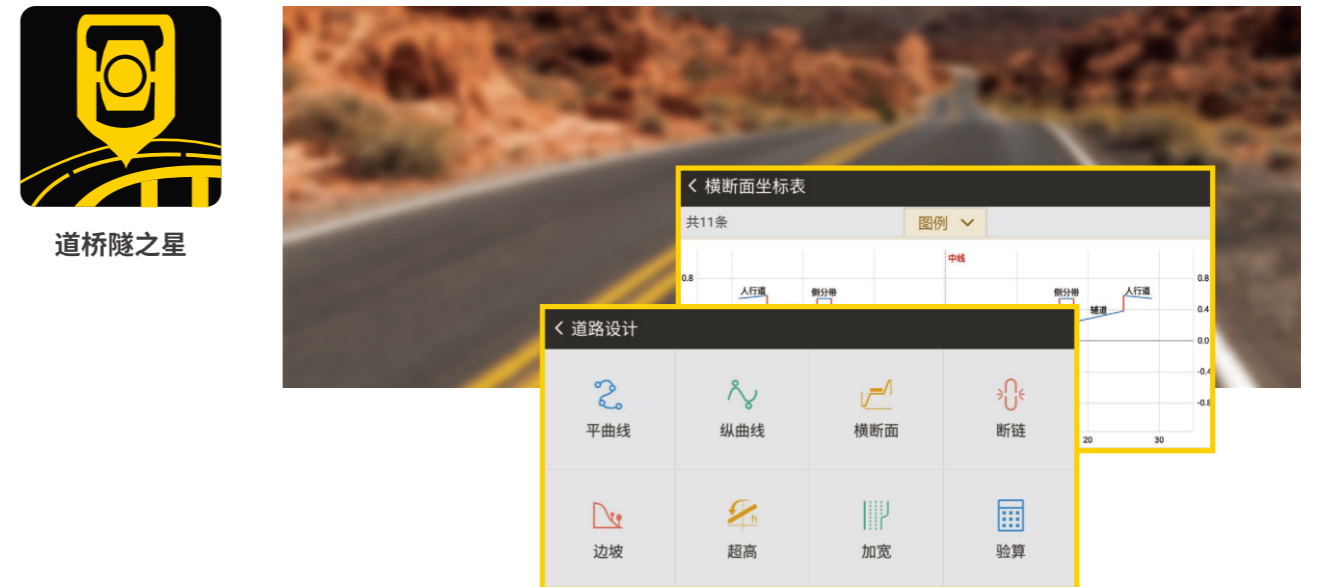 道桥隧之星
横断面坐标表
共11条
图例
中线
0.8
0.8
人行道
侧分带
侧分带
人行道
辅道
0.4
0.0
-0.4
-0.8
20
30
道路设计
平曲线
纵曲线
横断面
断链
h
边坡
超高
加宽
验算